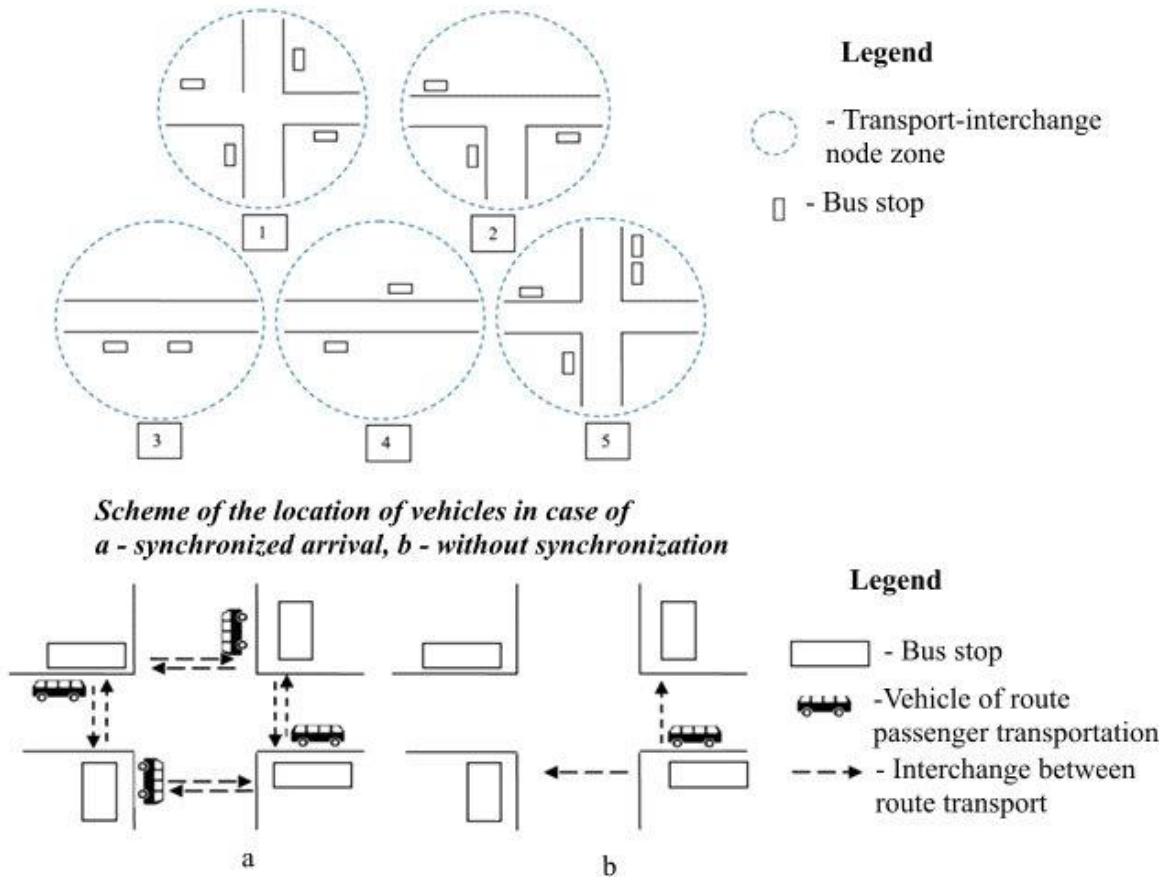 Legend
- Transport-interchange
node zone
- Bus stop
1
2
3
4
5
Scheme of the location of vehicles in case of
a - synchronized arrival, b - without synchronization
Legend
- Bus stop
-Vehicle of route
passenger transportation
- Interchange between
route transport
a
b